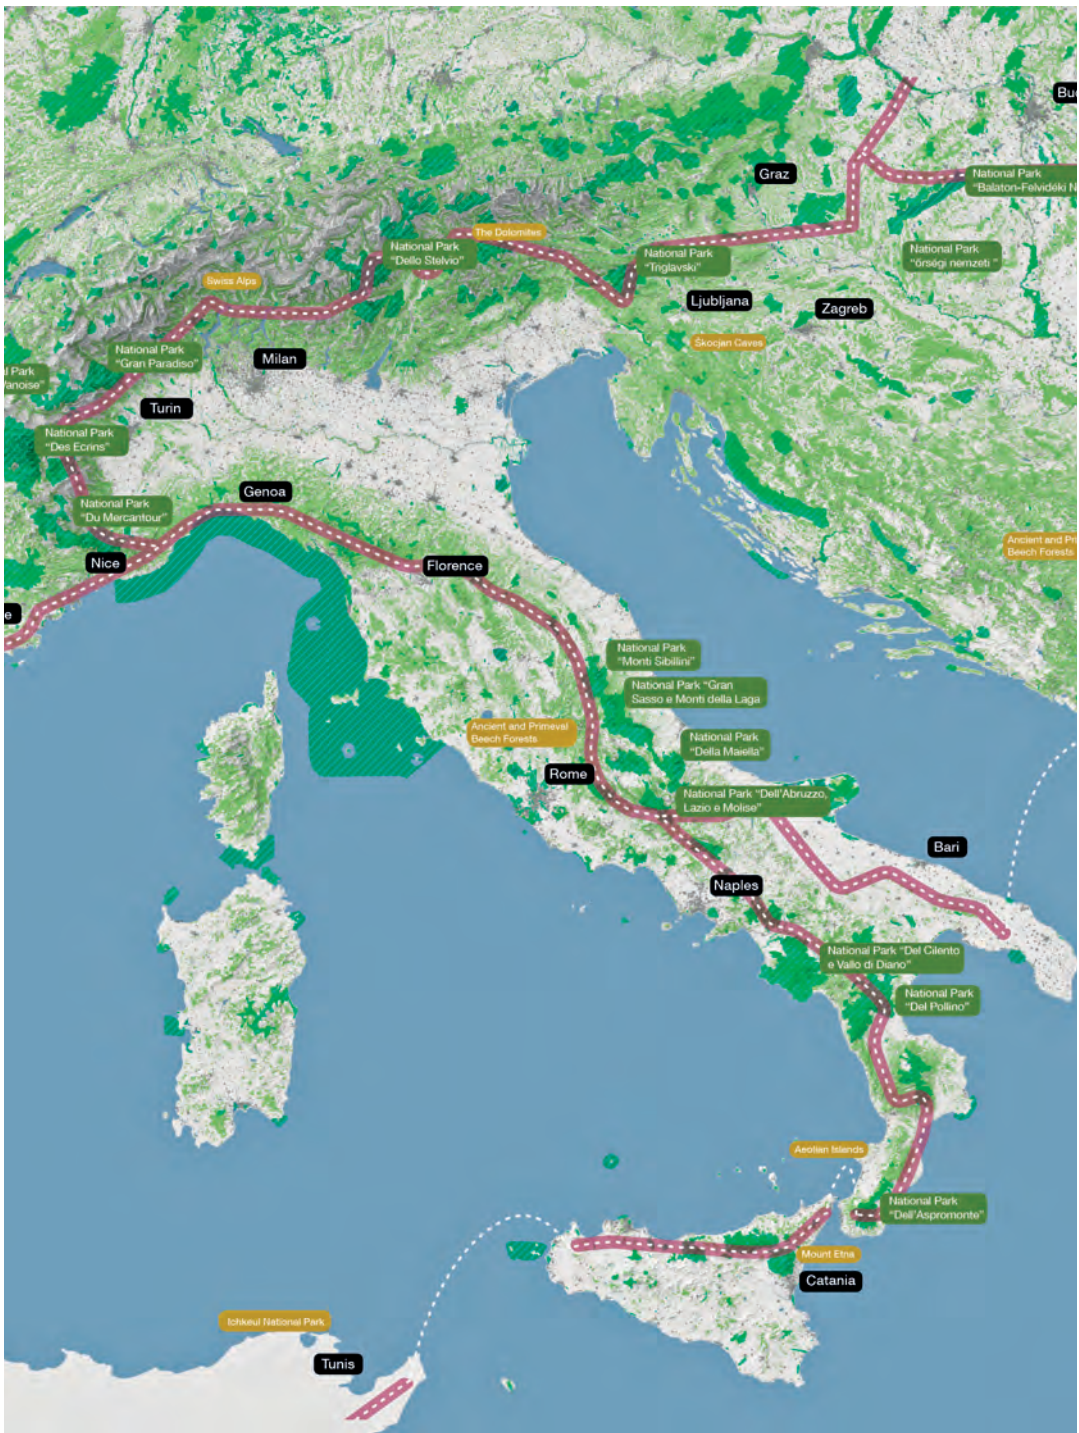 Graz
National Park
"Balaton-Felvidéki N
The Dolomites
National Park
"Dello Stelvio"
National Park
"Triglavski"
National Park
"őrségi nemzeti "
Swiss Alps
Ljubljana
Zagreb
Škocjan Caves
National Park
"Gran Paradiso"
Milan
al Park
Vanoise"
Turin
National Park
"Des Ecrins"
Genoa
National Park
"Du Mercantour"
Ancient and Pri
Beech Forests
Nice
Florence
e
National Park
"Monti Sibillini"
National Park "Gran
Sasso e Monti della Laga
Ancient and Primeval
Beech Forests
National Park
"Della Maiella"
Rome
National Park "Dell'Abruzzo,
Lazio e Molise"
Bari
Naples
National Park "Del Cilento
e Vallo di Diano"
National Park
"Del Pollino"
Aeolian Islands
National Park
"Dell'Aspromonte"
Mount Etna
Catania
Ichkeul National Park
Tunis